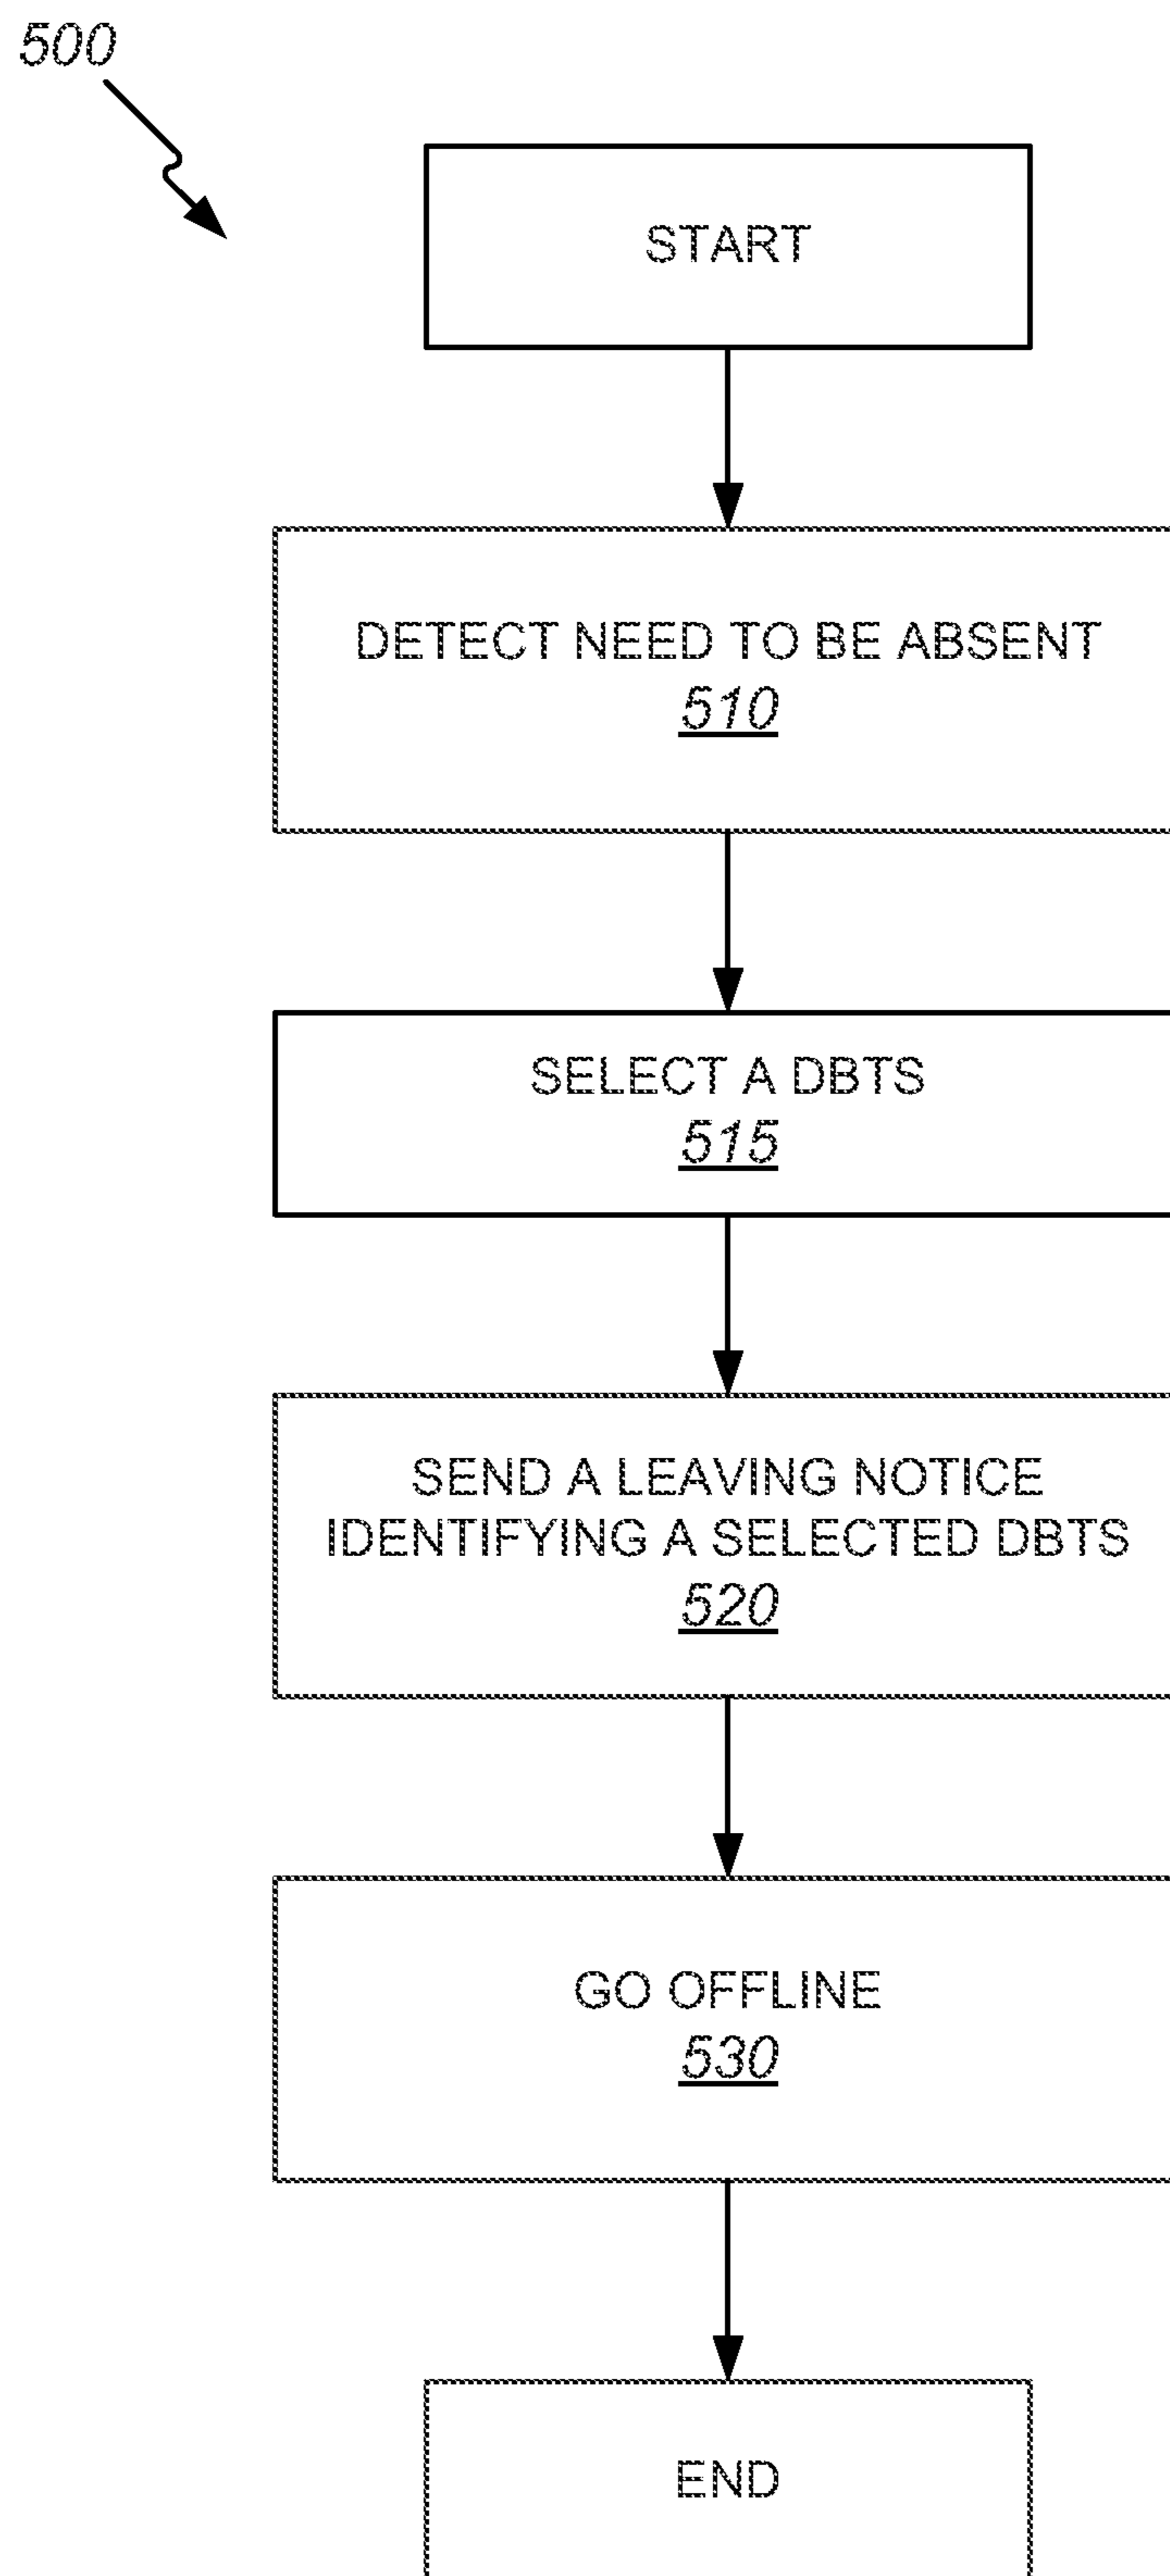 500
START
DETECT NEED TO BE ABSENT
510
SELECT A DBTS
515
SEND A LEAVING NOTICE
IDENTIFYING A SELECTED DBTS
520
GO OFFLINE
530
END